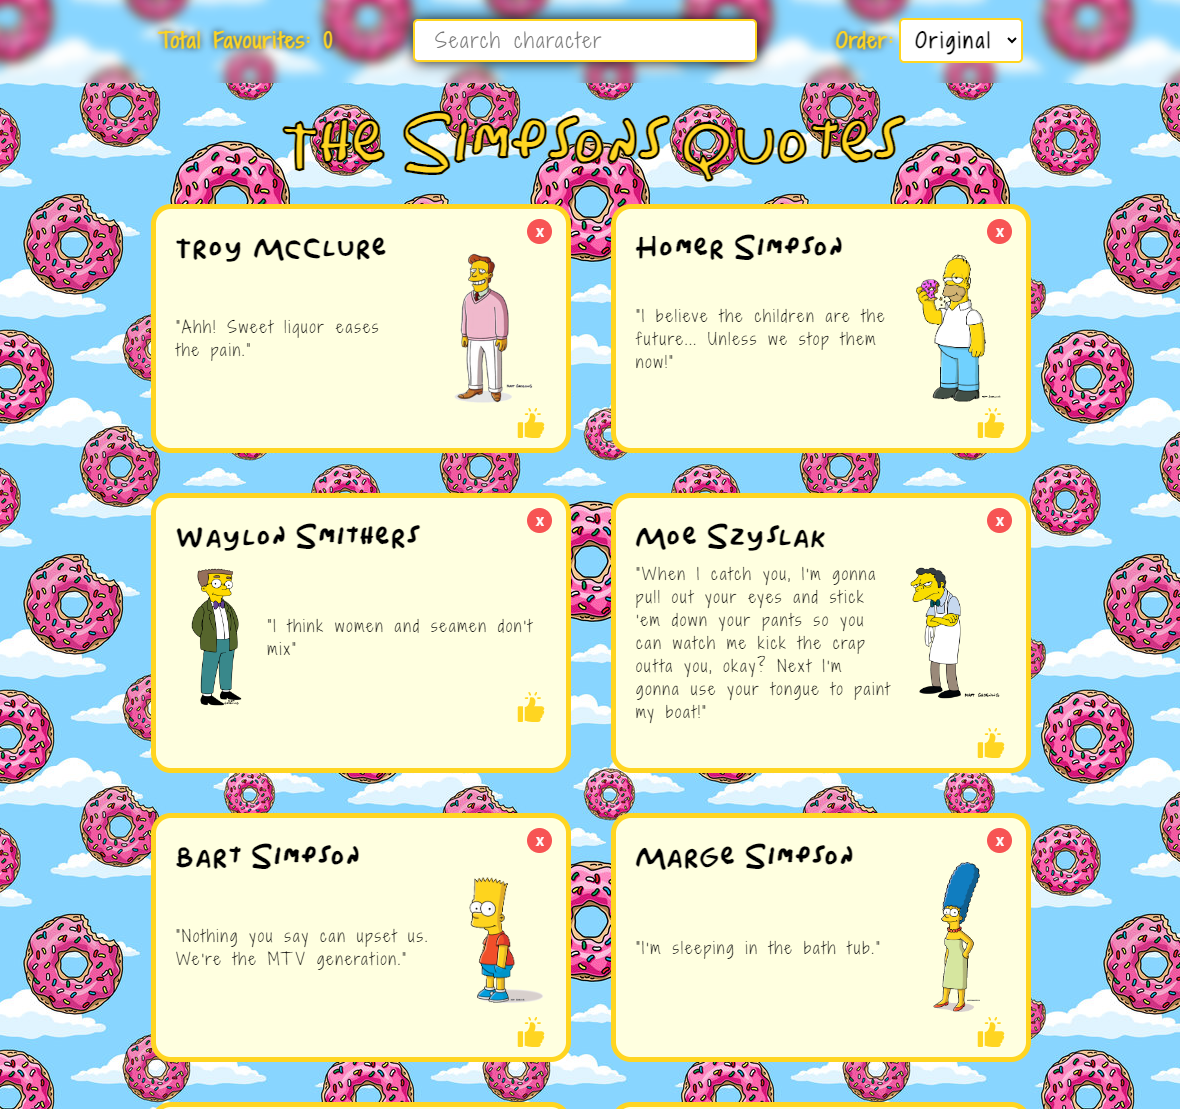 Total Favourites: 0
Search character
Order:
Original
The Simpsons Quotes
Troy McClure
x
"Ahh! Sweet liquor eases
the pain."
Homer Simpson
x
"I believe the children are the
future... Unless we stop them
now!"
Waylon Smithers
x
"I think women and seamen don't
mix"
Moe Szyslak
x
"When I catch you, I'm gonna
pull out your eyes and stick
'em down your pants so you
can watch me kick the crap
outta you, okay? Next I'm
gonna use your tongue to paint
my boat!"
Bart Simpson
x
"Nothing you say can upset us.
We're the MTV generation."
Marge Simpson
x
"I'm sleeping in the bath tub."